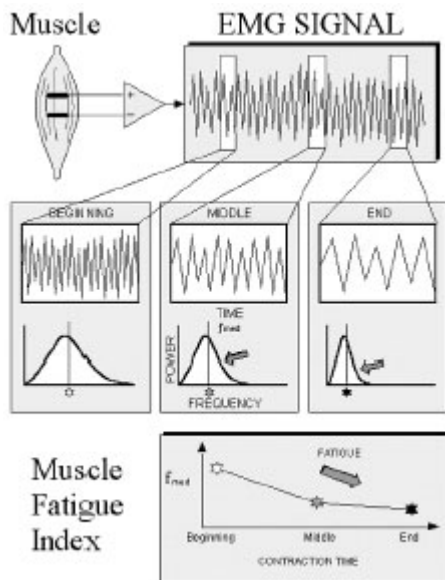 Muscle
EMG SIGNAL
+
−
BEGINNING
MIDDLE
END
TIME
fmed
POWER
FREQUENCY
Muscle
Fatigue
Index
fmed
FATIGUE
Beginning
Middle
End
CONTRACTION TIME